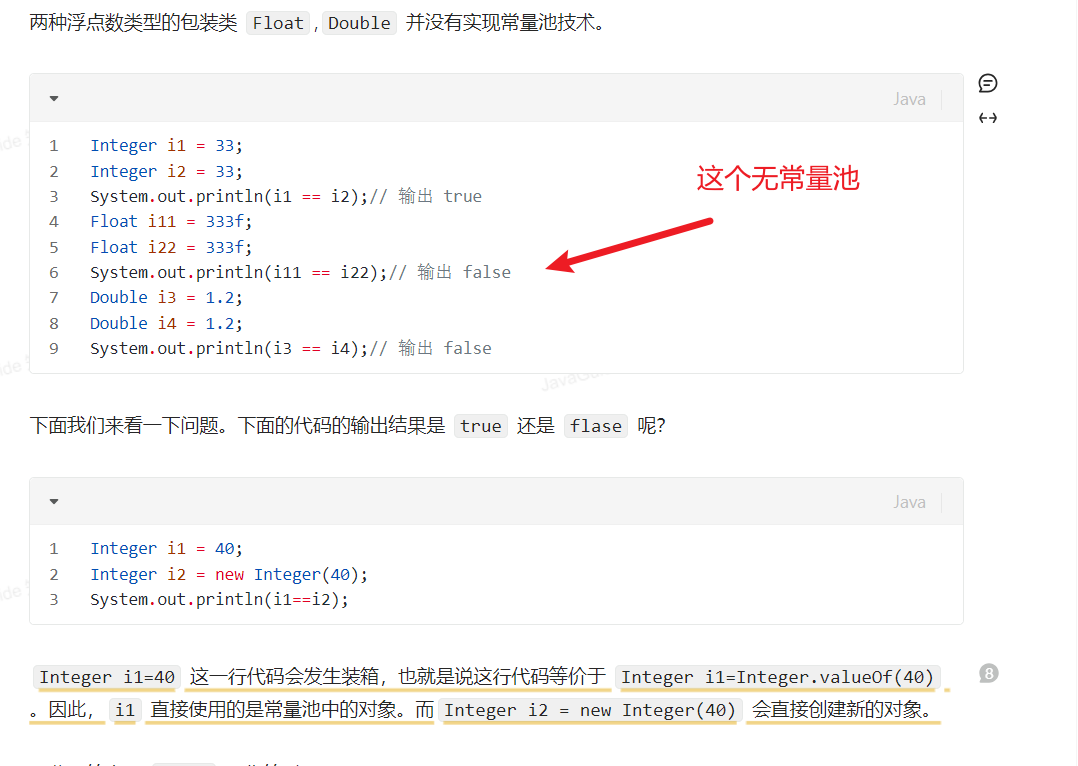 两种浮点数类型的包装类 Float , Double 并没有实现常量池技术。
Java
1 Integer i1 = 33;
2 Integer i2 = 33;
3 System.out.println(i1 == i2);// 输出 true
4 Float i11 = 333f;
5 Float i22 = 333f;
6 System.out.println(i11 == i22);// 输出 false
7 Double i3 = 1.2;
8 Double i4 = 1.2;
9 System.out.println(i3 == i4);// 输出 false
这个无常量池
下面我们来看一下问题。下面的代码的输出结果是 true 还是 flase 呢?
Java
1 Integer i1 = 40;
2 Integer i2 = new Integer(40);
3 System.out.println(i1==i2);
Integer i1=40 这一行代码会发生装箱，也就是说这行代码等价于 Integer i1=Integer.valueOf(40)
。因此， i1 直接使用的是常量池中的对象。而 Integer i2 = new Integer(40) 会直接创建新的对象。
8